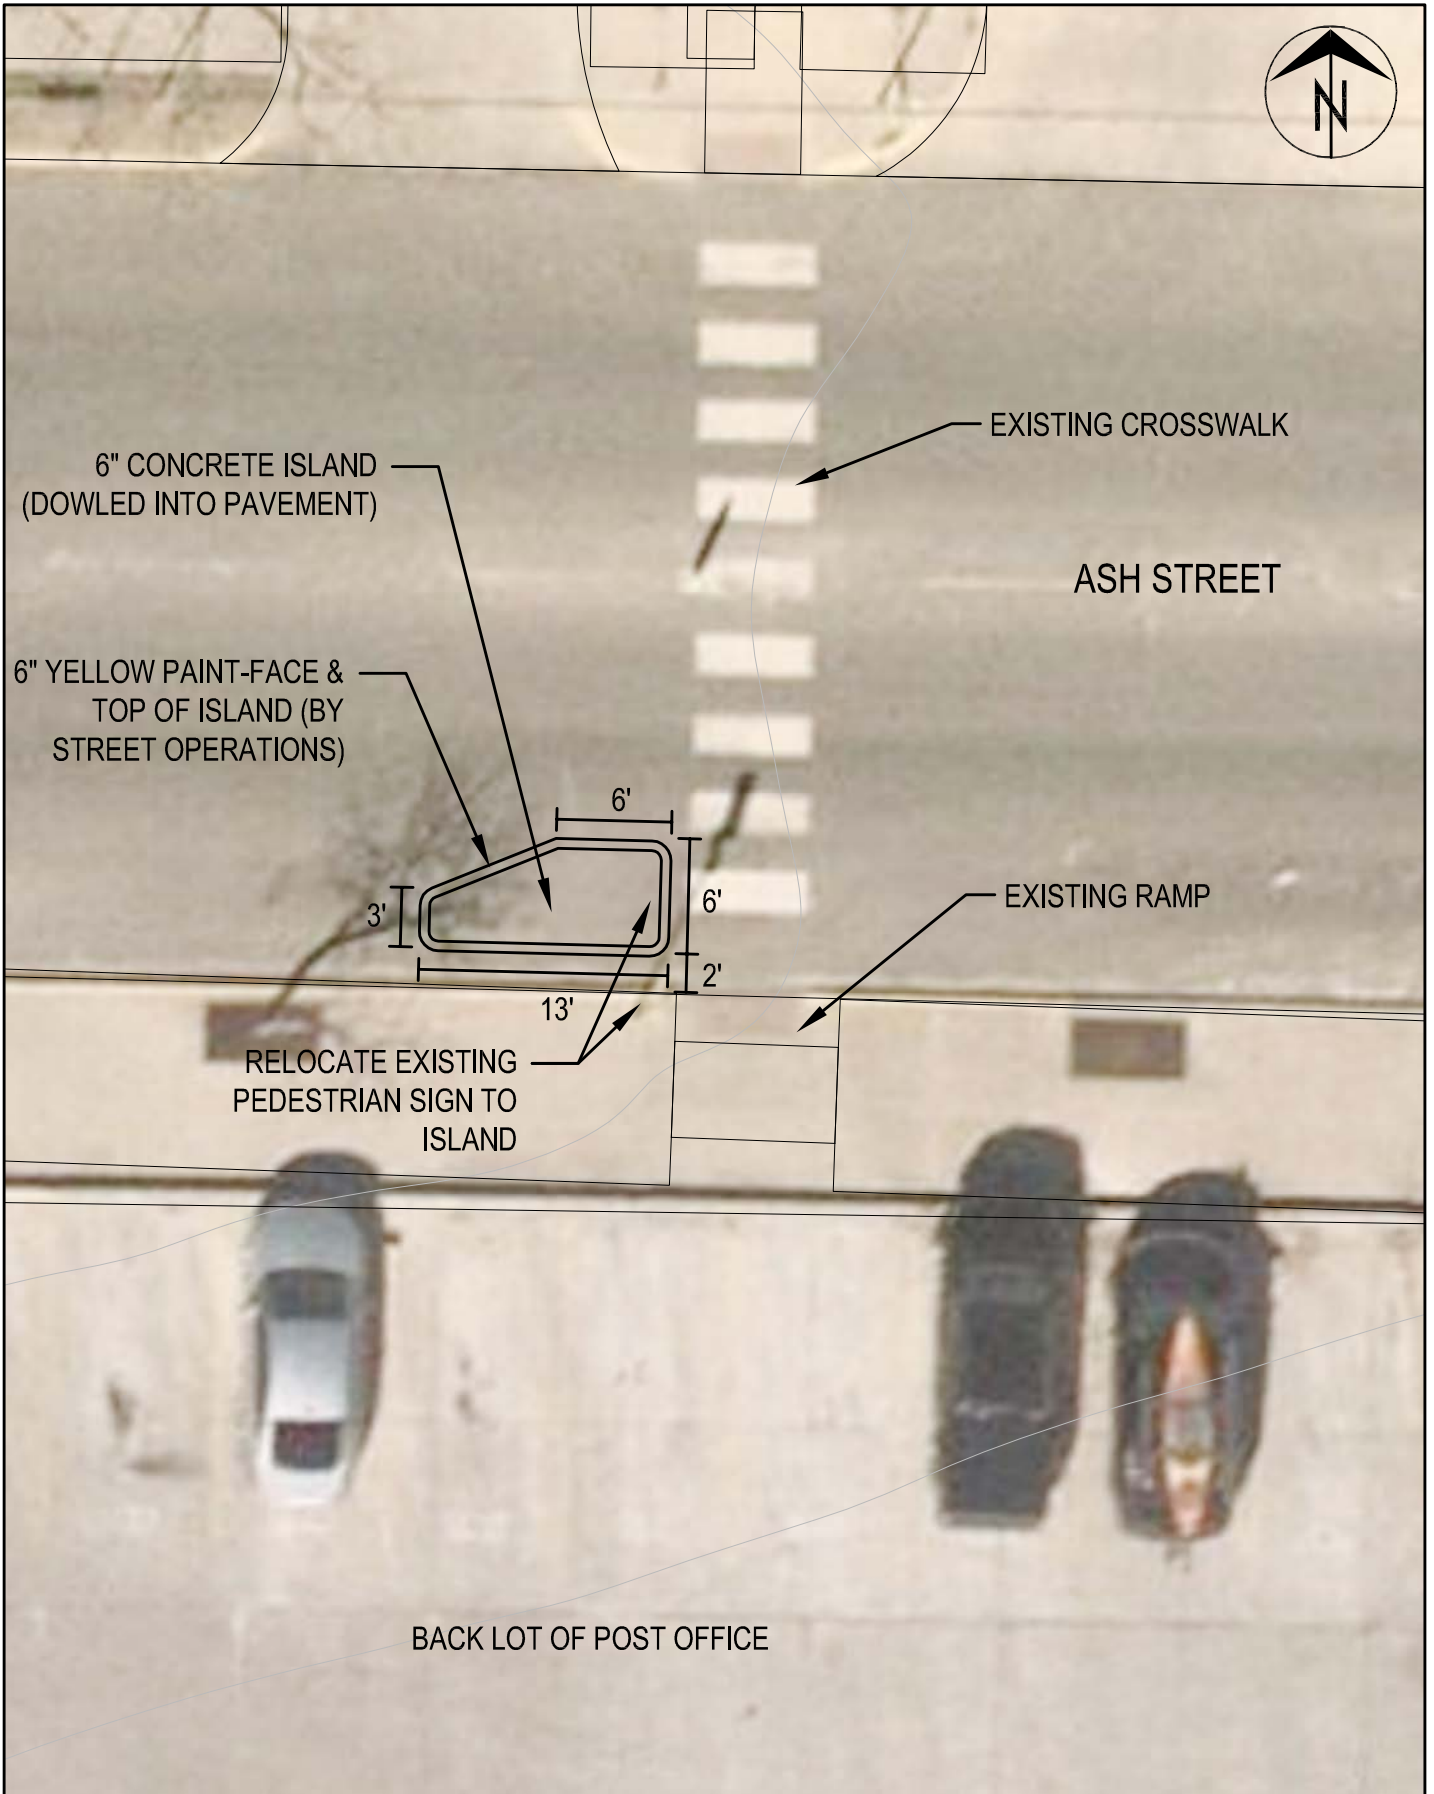 N
EXISTING CROSSWALK
6" CONCRETE ISLAND
(DOWLED INTO PAVEMENT)
ASH STREET
6" YELLOW PAINT-FACE &
TOP OF ISLAND (BY
STREET OPERATIONS)
6'
6'
3'
EXISTING RAMP
2'
13'
RELOCATE EXISTING
PEDESTRIAN SIGN TO
ISLAND
BACK LOT OF POST OFFICE